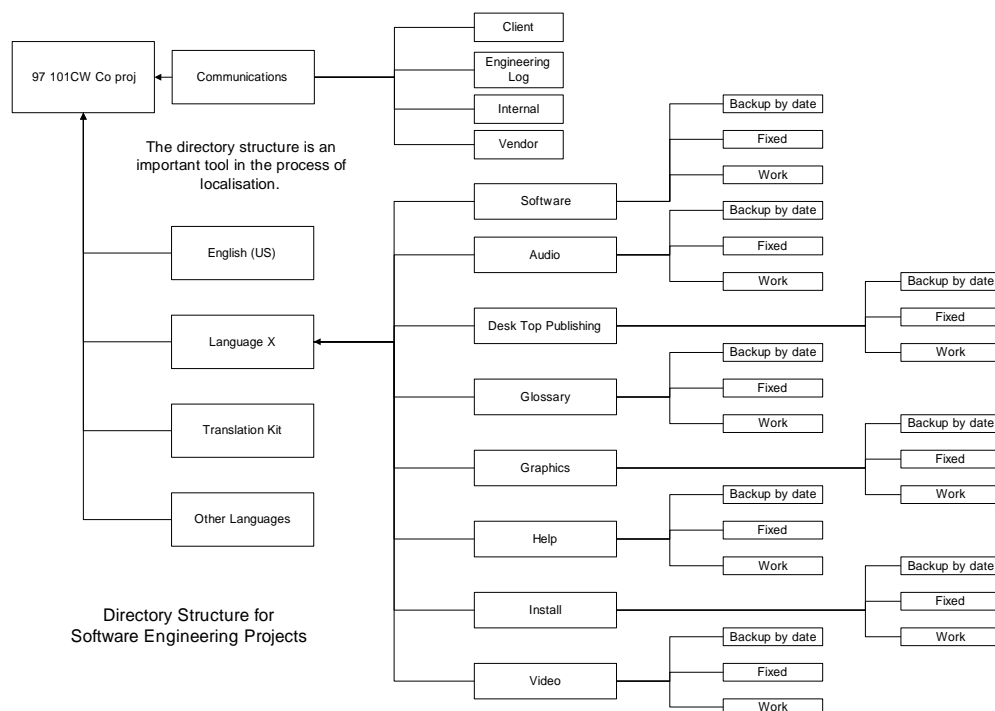 Client
97 101CW Co proj
Communications
Engineering
Log
Internal
Vendor
The directory structure is an
important tool in the process of
localisation.
Backup by date
Fixed
Work
Software
Backup by date
Fixed
Work
Audio
English (US)
Backup by date
Fixed
Work
Desk Top Publishing
Language X
Backup by date
Fixed
Work
Glossary
Translation Kit
Backup by date
Fixed
Work
Graphics
Other Languages
Backup by date
Fixed
Work
Help
Backup by date
Fixed
Work
Install
Directory Structure for
Software Engineering Projects
Backup by date
Fixed
Work
Video